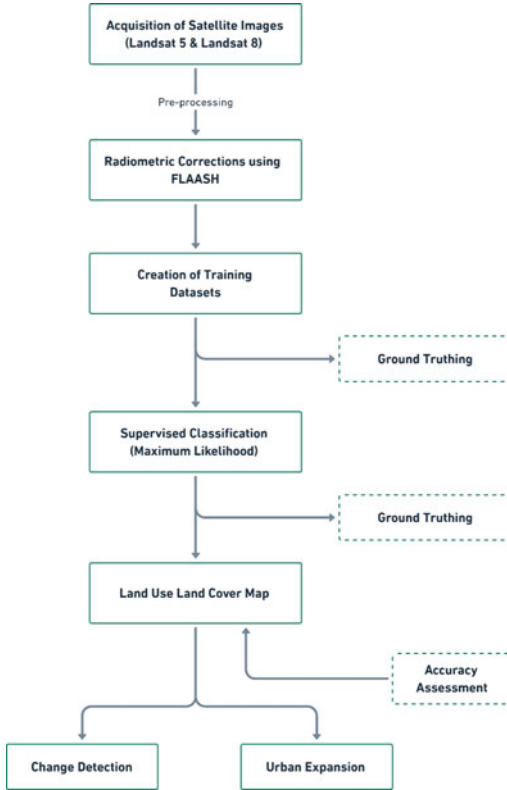 Acquisition of Satellite Images
(Landsat 5 & Landsat 8)
Pre-processing
Radiometric Corrections using
FLAASH
Creation of Training
Datasets
Ground Truthing
Supervised Classification
(Maximum Likelihood)
Ground Truthing
Land Use Land Cover Map
Accuracy
Assessment
Change Detection
Urban Expansion